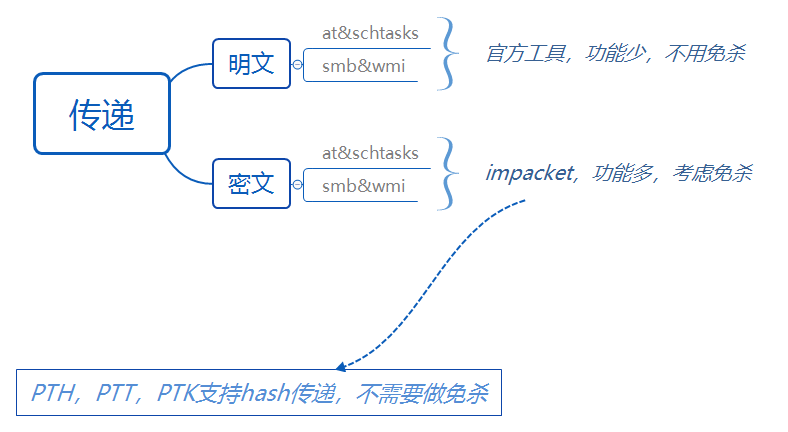 传递
明文
at&schtasks
smb&wmi
官方工具，功能少，不用免杀
密文
at&schtasks
smb&wmi
impacket，功能多，考虑免杀
PTH，PTT，PTK支持hash传递，不需要做免杀